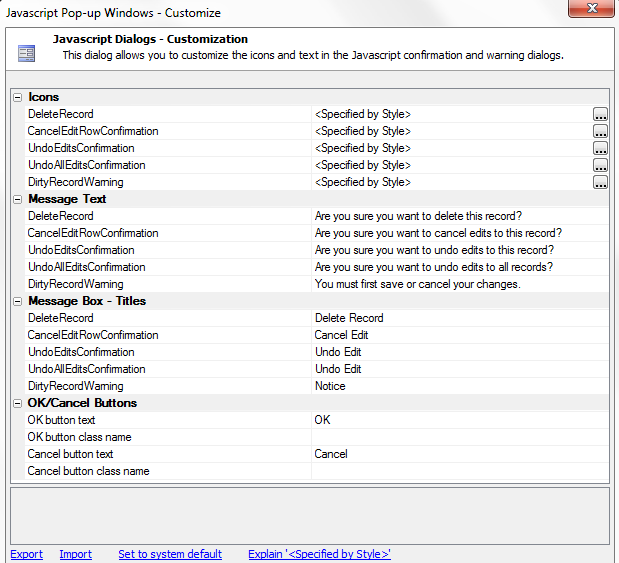 Javascript Pop-up Windows - Customize
Javascript Dialogs - Customization
This dialog allows you to customize the icons and text in the Javascript confirmation and warning dialogs.
Icons
DeleteRecord <Specified by Style> ...
CancelEditRowConfirmation <Specified by Style> ...
UndoEditsConfirmation <Specified by Style> ...
UndoAllEditsConfirmation <Specified by Style> ...
DirtyRecordWarning <Specified by Style> ...
Message Text
DeleteRecord Are you sure you want to delete this record?
CancelEditRowConfirmation Are you sure you want to cancel edits to this record?
UndoEditsConfirmation Are you sure you want to undo edits to this record?
UndoAllEditsConfirmation Are you sure you want to undo edits to all records?
DirtyRecordWarning You must first save or cancel your changes.
Message Box - Titles
DeleteRecord Delete Record
CancelEditRowConfirmation Cancel Edit
UndoEditsConfirmation Undo Edit
UndoAllEditsConfirmation Undo Edit
DirtyRecordWarning Notice
OK/Cancel Buttons
OK button text OK
OK button class name
Cancel button text Cancel
Cancel button class name
Export Import Set to system default Explain '<Specified by Style>'